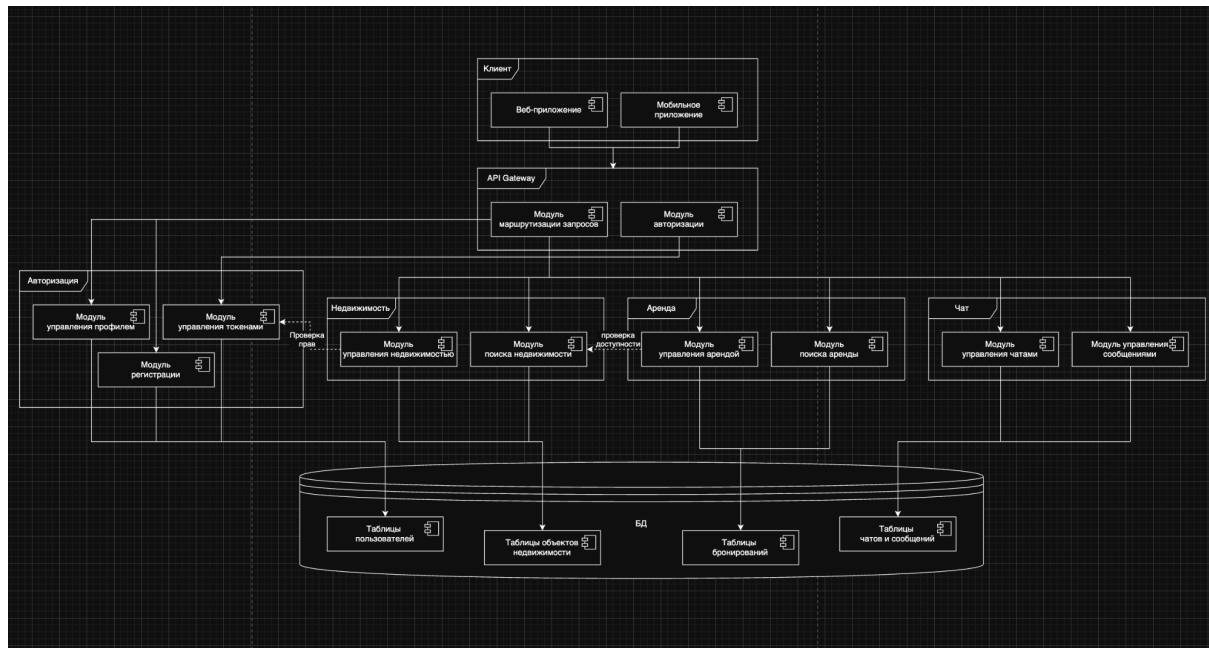 Клиент
Веб-приложение
Мобильное
приложение
API Gateway
Модуль
маршрутизации запросов
Модуль
авторизации
Авторизация
Модуль
управления профилем
Модуль
управления токенами
Модуль
регистрации
Проверка
прав
Недвижимость
Модуль
управления недвижимостью
Модуль
поиска недвижимости
проверка
доступности
Аренда
Модуль
управления арендой
Модуль
поиска аренды
Чат
Модуль
управления чатами
Модуль управления
сообщениями
БД
Таблицы
пользователей
Таблицы объектов
недвижимости
Таблицы
бронирований
Таблицы
чатов и сообщений